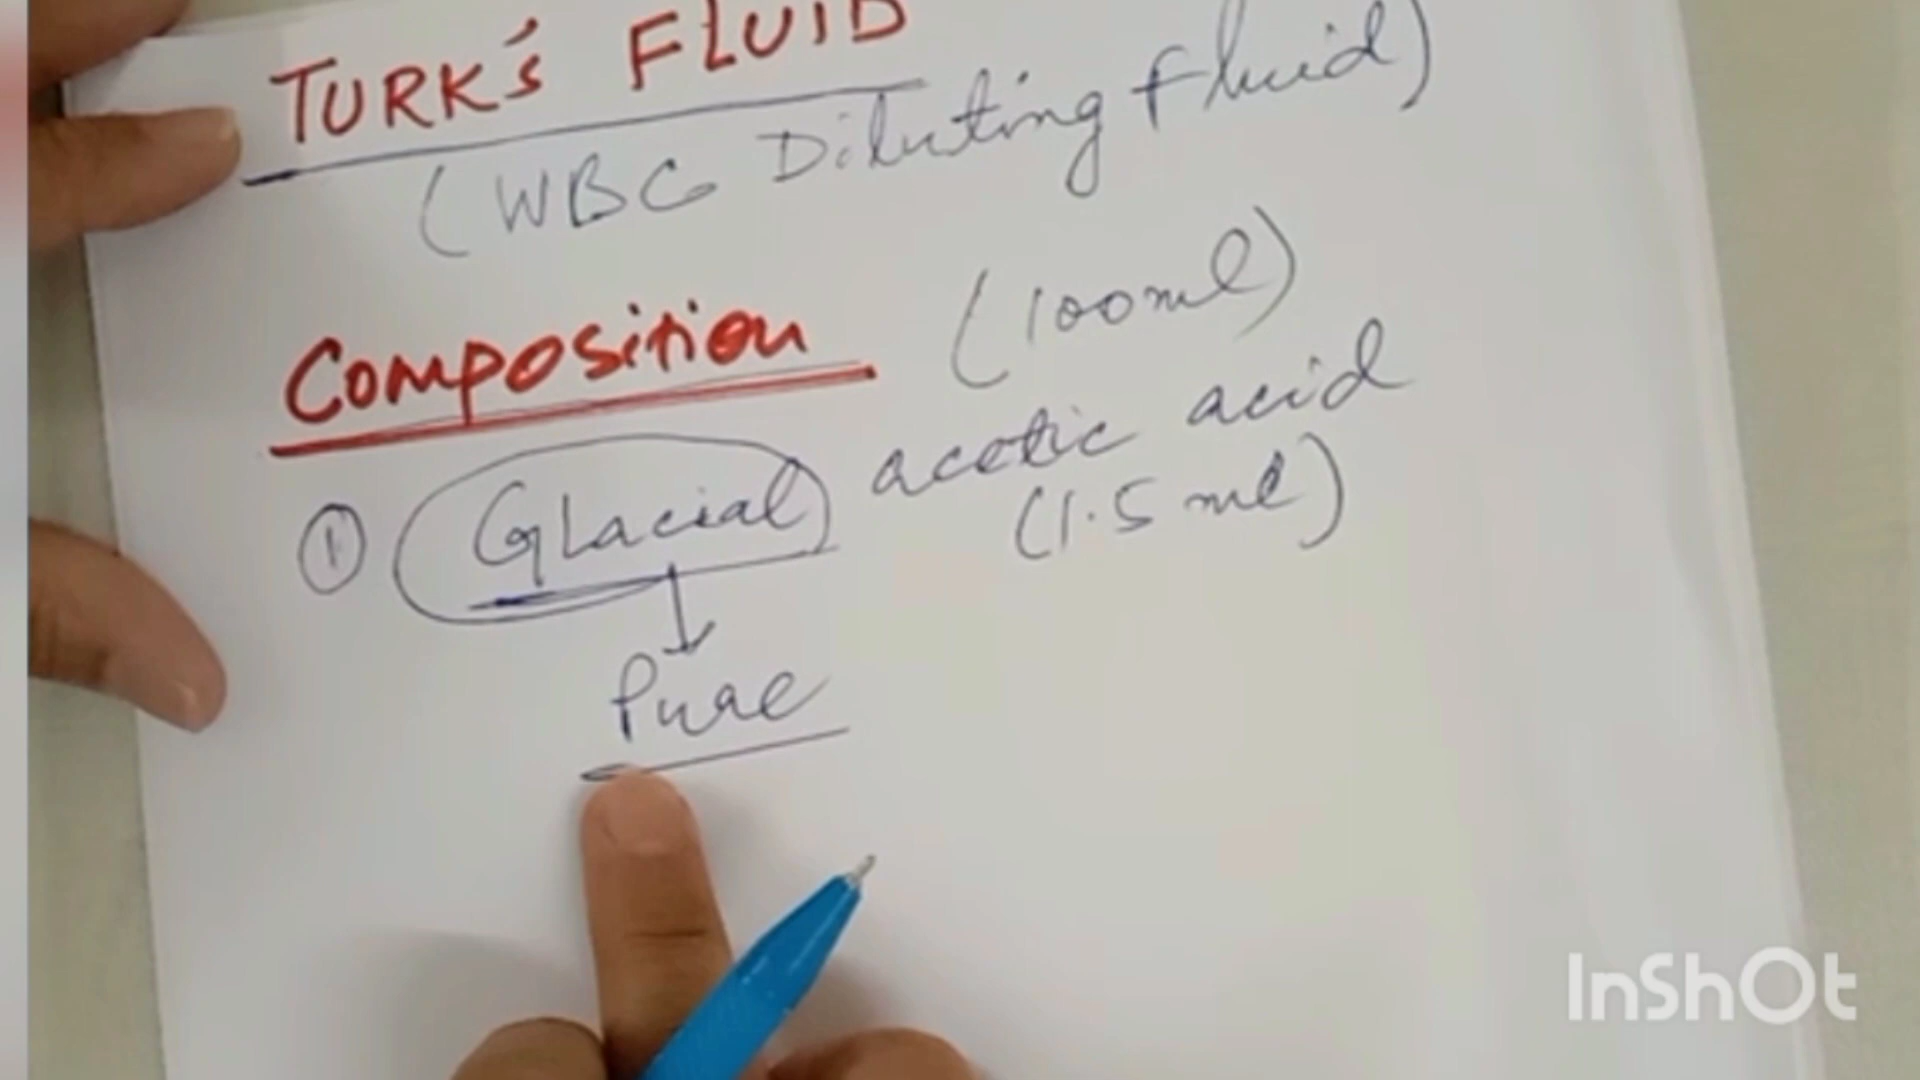 TURK'S FLUID
(WBC Diluting fluid)
Composition (100ml)
① Glacial acetic acid
(1.5 ml)
Pure
InShOt